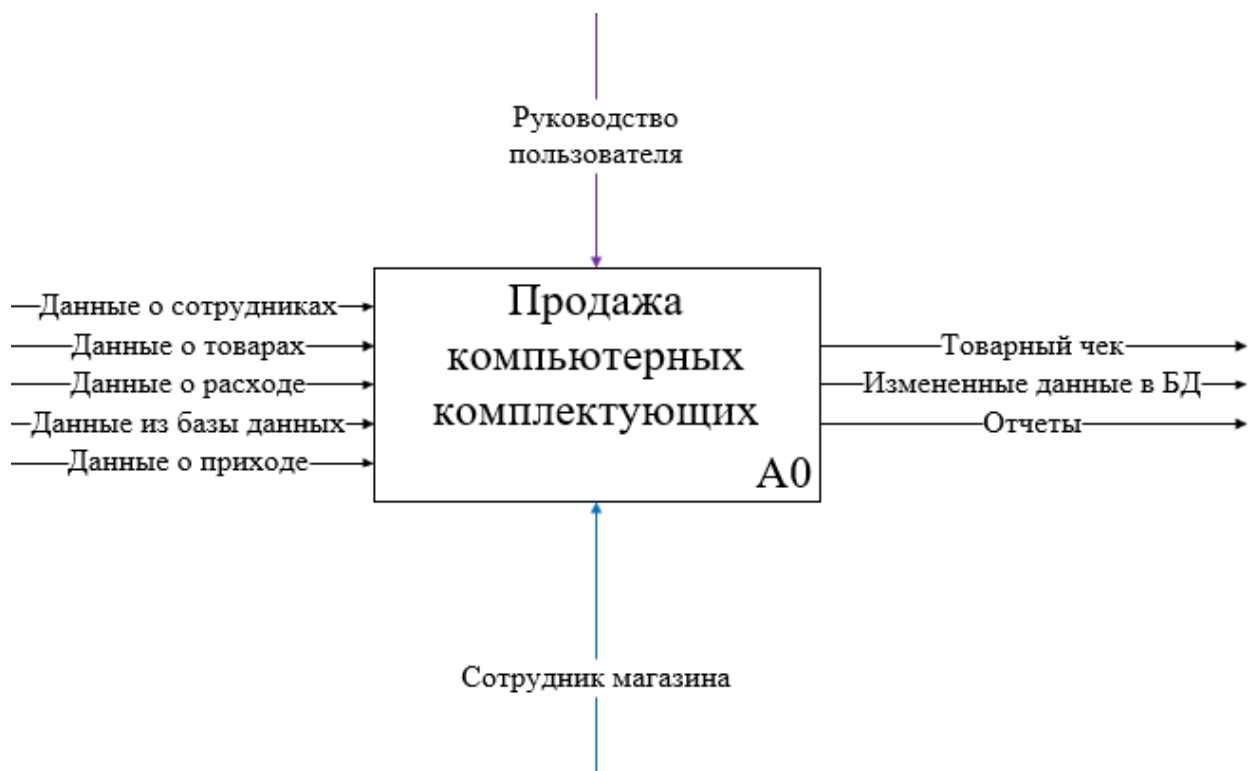 Руководство
пользователя
Данные о сотрудниках
Данные о товарах
Данные о расходе
Данные из базы данных
Данные о приходе
Продажа
компьютерных
комплектующих
А0
Товарный чек
Измененные данные в БД
Отчеты
Сотрудник магазина